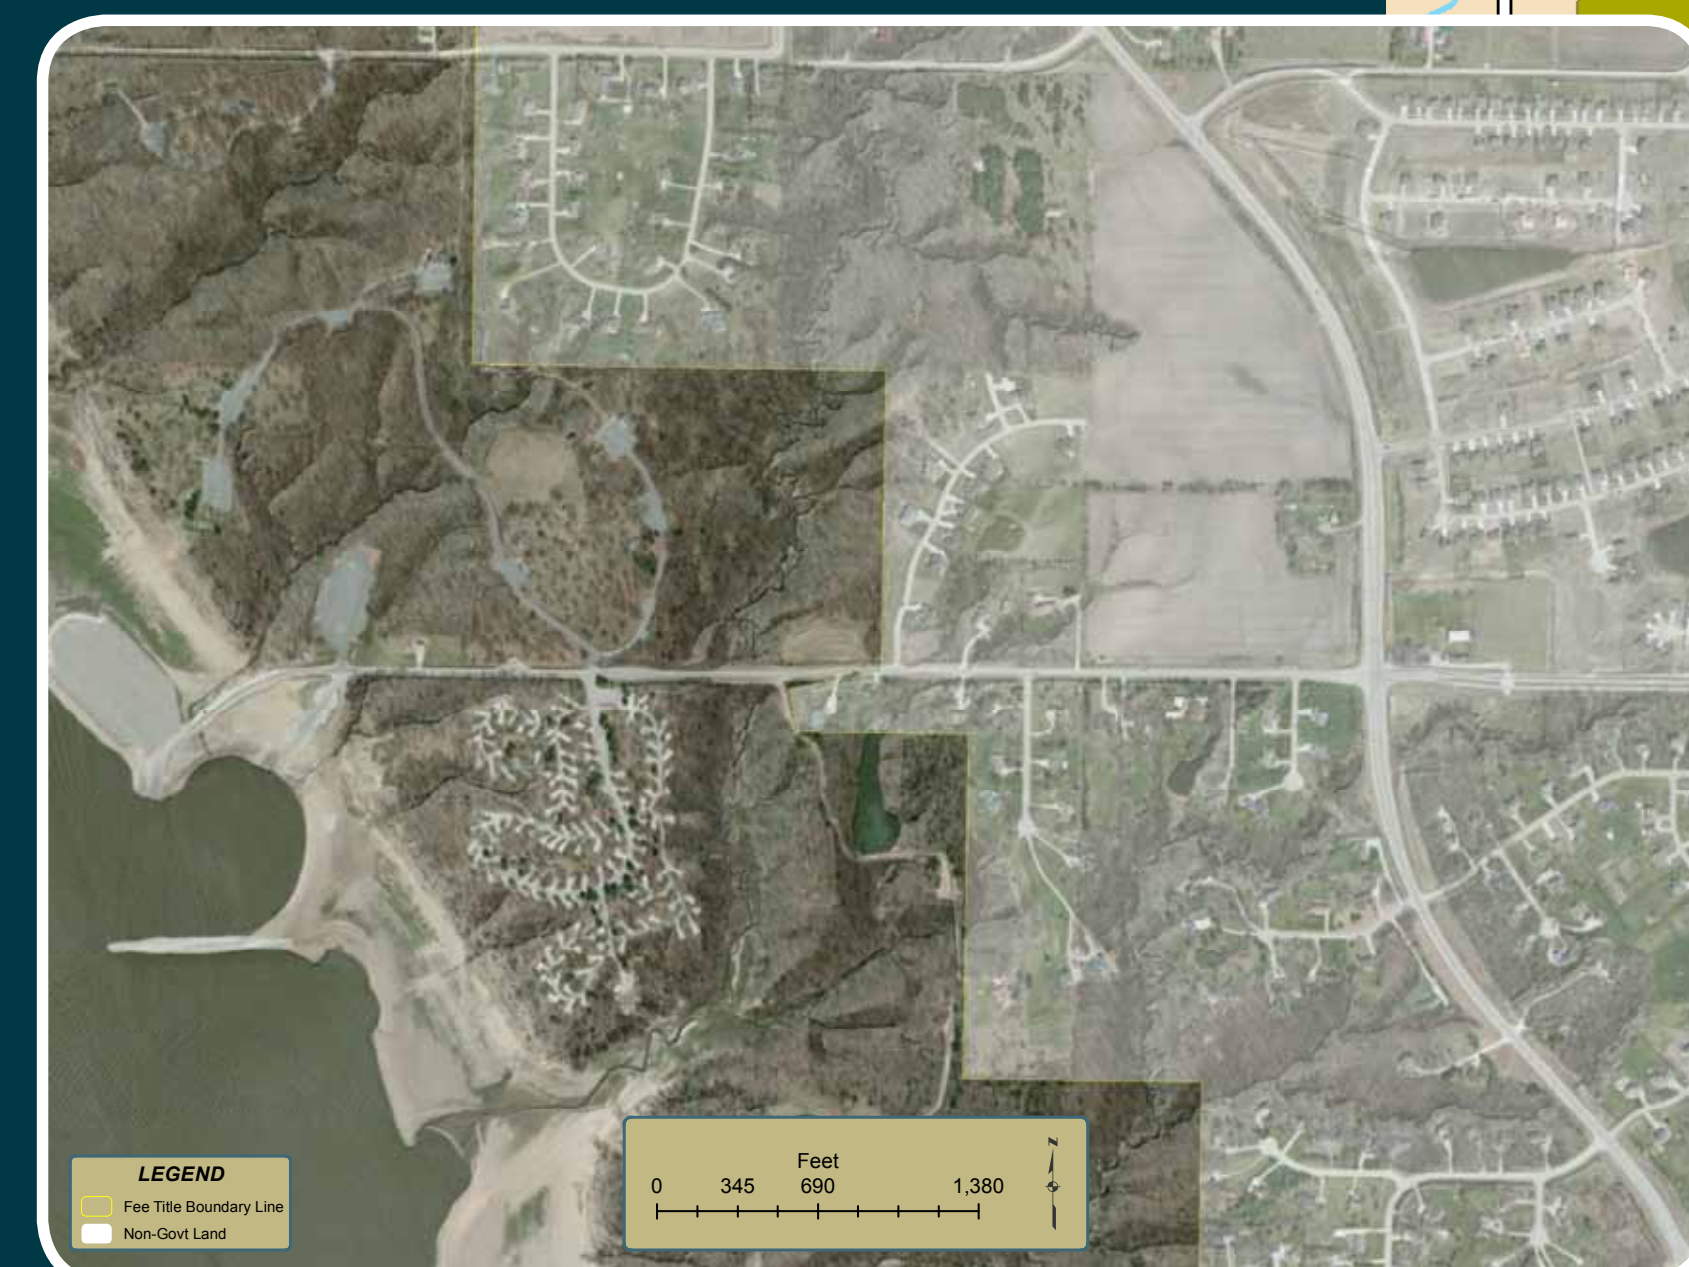 Feet
0 345 690 1,380
N
LEGEND
Fee Title Boundary Line
Non-Govt Land